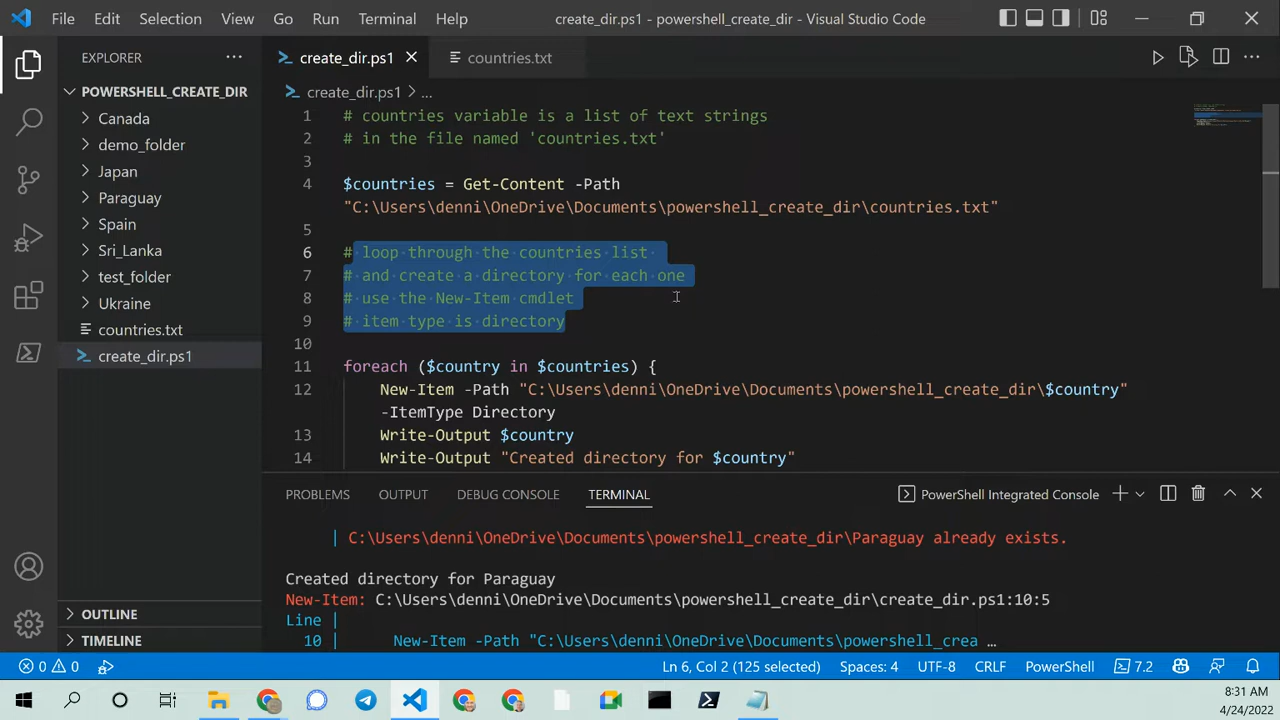 File Edit Selection View Go Run Terminal Help create_dir.ps1 - powershell_create_dir - Visual Studio Code
EXPLORER
create_dir.ps1
countries.txt
POWERSHELL_CREATE_DIR
Canada
demo_folder
Japan
Paraguay
Spain
Sri_Lanka
test_folder
Ukraine
countries.txt
create_dir.ps1
OUTLINE
TIMELINE
create_dir.ps1 > ...
1 # countries variable is a list of text strings
2 # in the file named 'countries.txt'
3
4 $countries = Get-Content -Path
"C:\Users\denni\OneDrive\Documents\powershell_create_dir\countries.txt"
5
6 # loop through the countries list
7 # and create a directory for each one
8 # use the New-Item cmdlet
9 # item type is directory
10
11 foreach ($country in $countries) {
12 New-Item -Path "C:\Users\denni\OneDrive\Documents\powershell_create_dir\$country"
-ItemType Directory
13 Write-Output $country
14 Write-Output "Created directory for $country"
PROBLEMS OUTPUT DEBUG CONSOLE TERMINAL PowerShell Integrated Console
| C:\Users\denni\OneDrive\Documents\powershell_create_dir\Paraguay already exists.
Created directory for Paraguay
New-Item: C:\Users\denni\OneDrive\Documents\powershell_create_dir\create_dir.ps1:10:5
Line |
10 | New-Item -Path "C:\Users\denni\OneDrive\Documents\powershell_crea …
0 0 Ln 6, Col 2 (125 selected) Spaces: 4 UTF-8 CRLF PowerShell 7.2
8:31 AM
4/24/2022